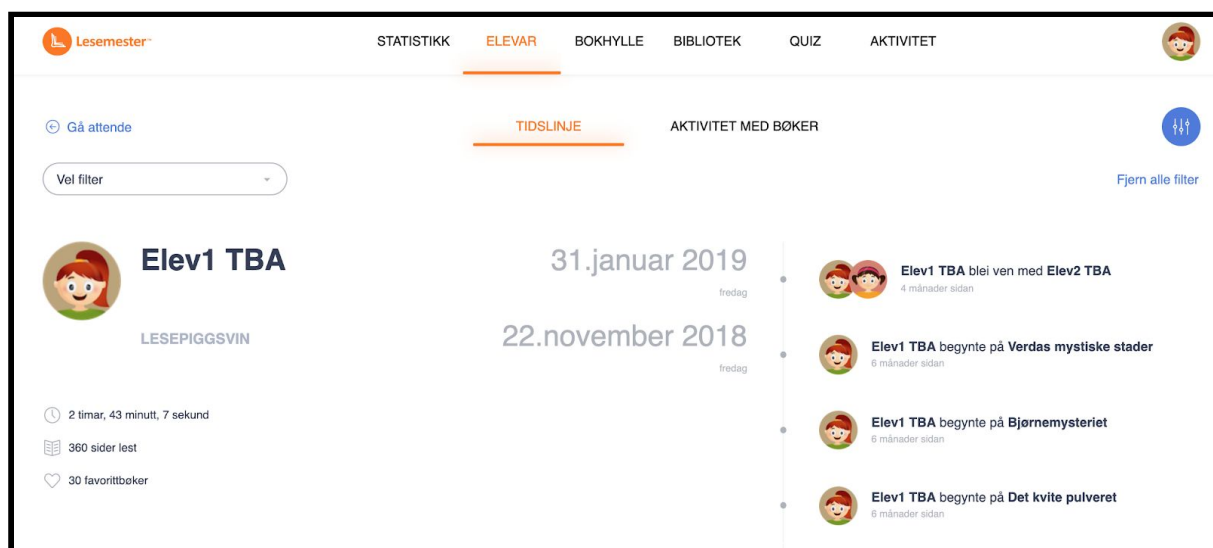 Lesemester
STATISTIKK ELEVAR BOKHYLLE BIBLIOTEK QUIZ AKTIVITET
Gå attende
TIDSLINJE AKTIVITET MED BØKER
Vel filter
Fjern alle filter
Elev1 TBA
LESEPIGGSVIN
2 timar, 43 minutt, 7 sekund
360 sider lest
30 favorittbøker
31.januar 2019
fredag
22.november 2018
fredag
Elev1 TBA blei ven med Elev2 TBA
4 månader sidan
Elev1 TBA begynte på Verdas mystiske stader
6 månader sidan
Elev1 TBA begynte på Bjørnemysteriet
6 månader sidan
Elev1 TBA begynte på Det kvite pulveret
6 månader sidan